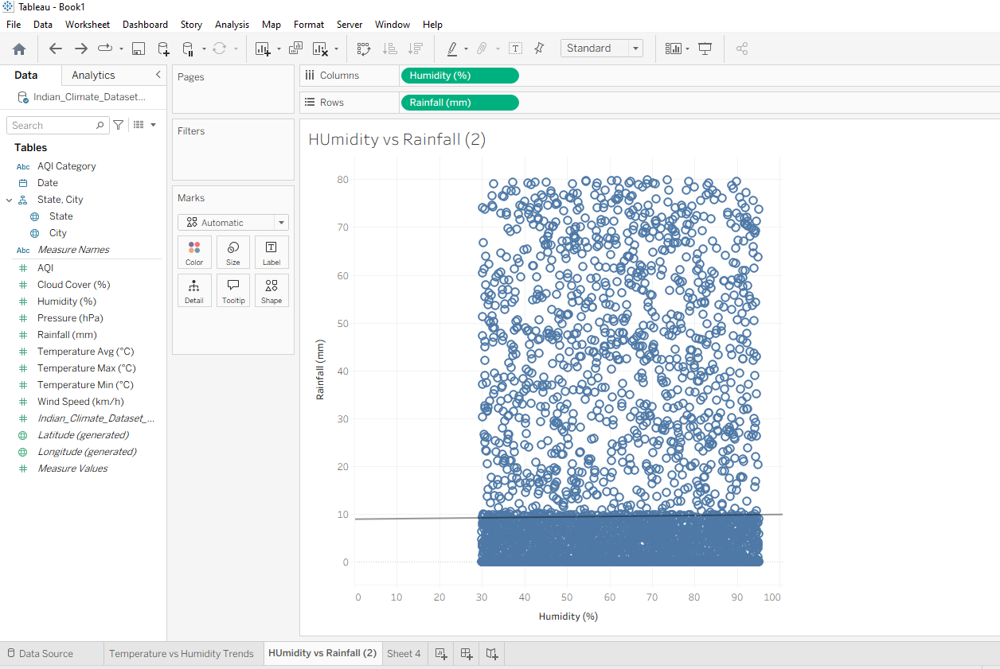 Tableau - Book1
File Data Worksheet Dashboard Story Analysis Map Format Server Window Help
Standard
Data Analytics
Indian_Climate_Dataset...
Search
Tables
Abc AQI Category
Date
State, City
State
City
Abc Measure Names
AQI
Cloud Cover (%)
Humidity (%)
Pressure (hPa)
Rainfall (mm)
Temperature Avg (°C)
Temperature Max (°C)
Temperature Min (°C)
Wind Speed (km/h)
Indian_Climate_Dataset_...
Latitude (generated)
Longitude (generated)
Measure Values
Pages
Filters
Marks
Automatic
Color Size Label
Detail Tooltip Shape
Columns Humidity (%)
Rows Rainfall (mm)
HUmidity vs Rainfall (2)
80
70
60
50
40
30
20
10
0
Rainfall (mm)
0 10 20 30 40 50 60 70 80 90 100
Humidity (%)
Data Source Temperature vs Humidity Trends HUmidity vs Rainfall (2) Sheet 4